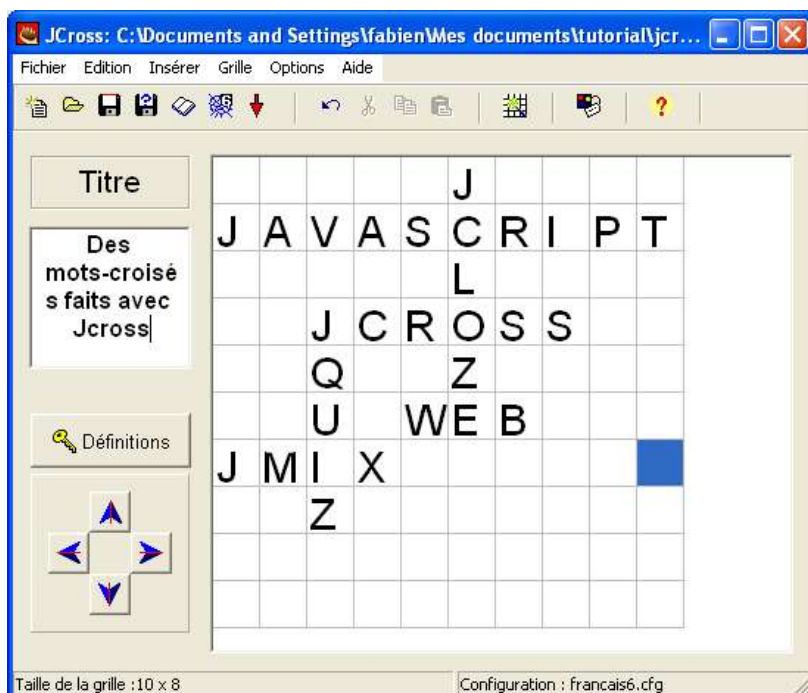 JCross: C:\Documents and Settings\fabien\Mes documents\tutorial\jcr...
Fichier Edition Insérer Grille Options Aide
Titre
Des
mots-croisé
s faits avec
Jcross
Définitions
J
J A V A S C R I P T
L
J C R O S S
Q Z
U W E B
J M I X
Z
Taille de la grille :10 x 8
Configuration : francais6.cfg